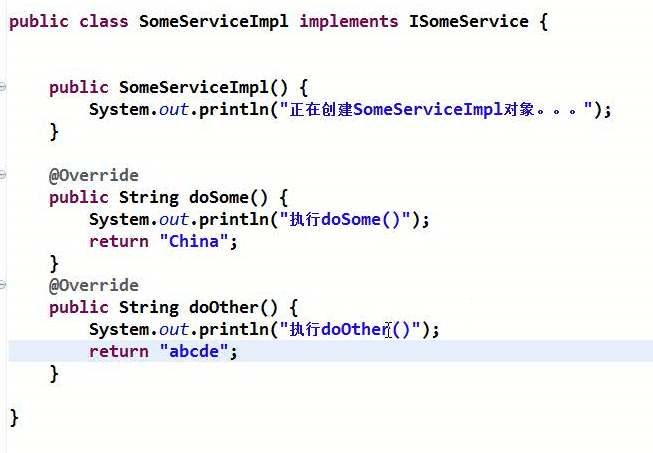 public class SomeServiceImpl implements ISomeService {
public SomeServiceImpl() {
System.out.println("正在创建SomeServiceImpl对象。。。");
}
@Override
public String doSome() {
System.out.println("执行doSome()");
return "China";
}
@Override
public String doOther() {
System.out.println("执行doOther()");
return "abcde";
}
}